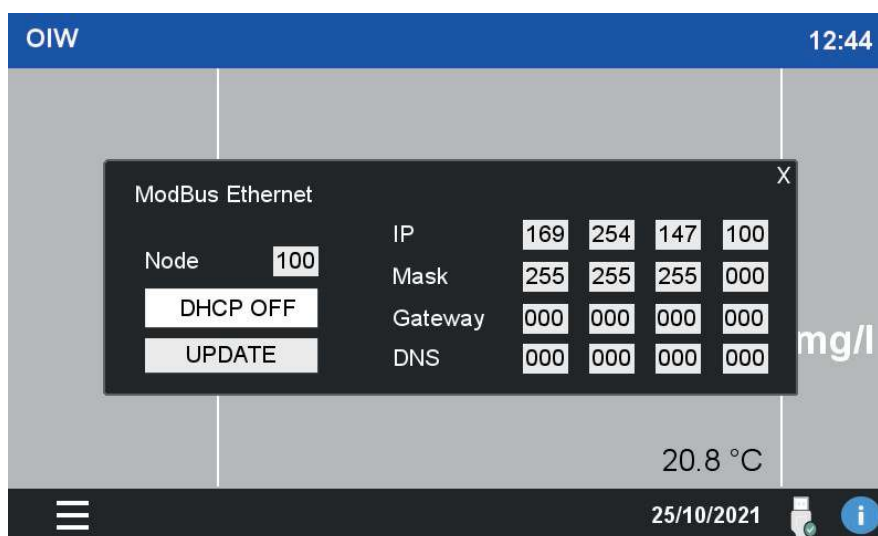 OIW 12:44
X
ModBus Ethernet
IP 169 254 147 100
Node 100
Mask 255 255 255 000
DHCP OFF
Gateway 000 000 000 000
mg/l
UPDATE
DNS 000 000 000 000
20.8 °C
25/10/2021
i